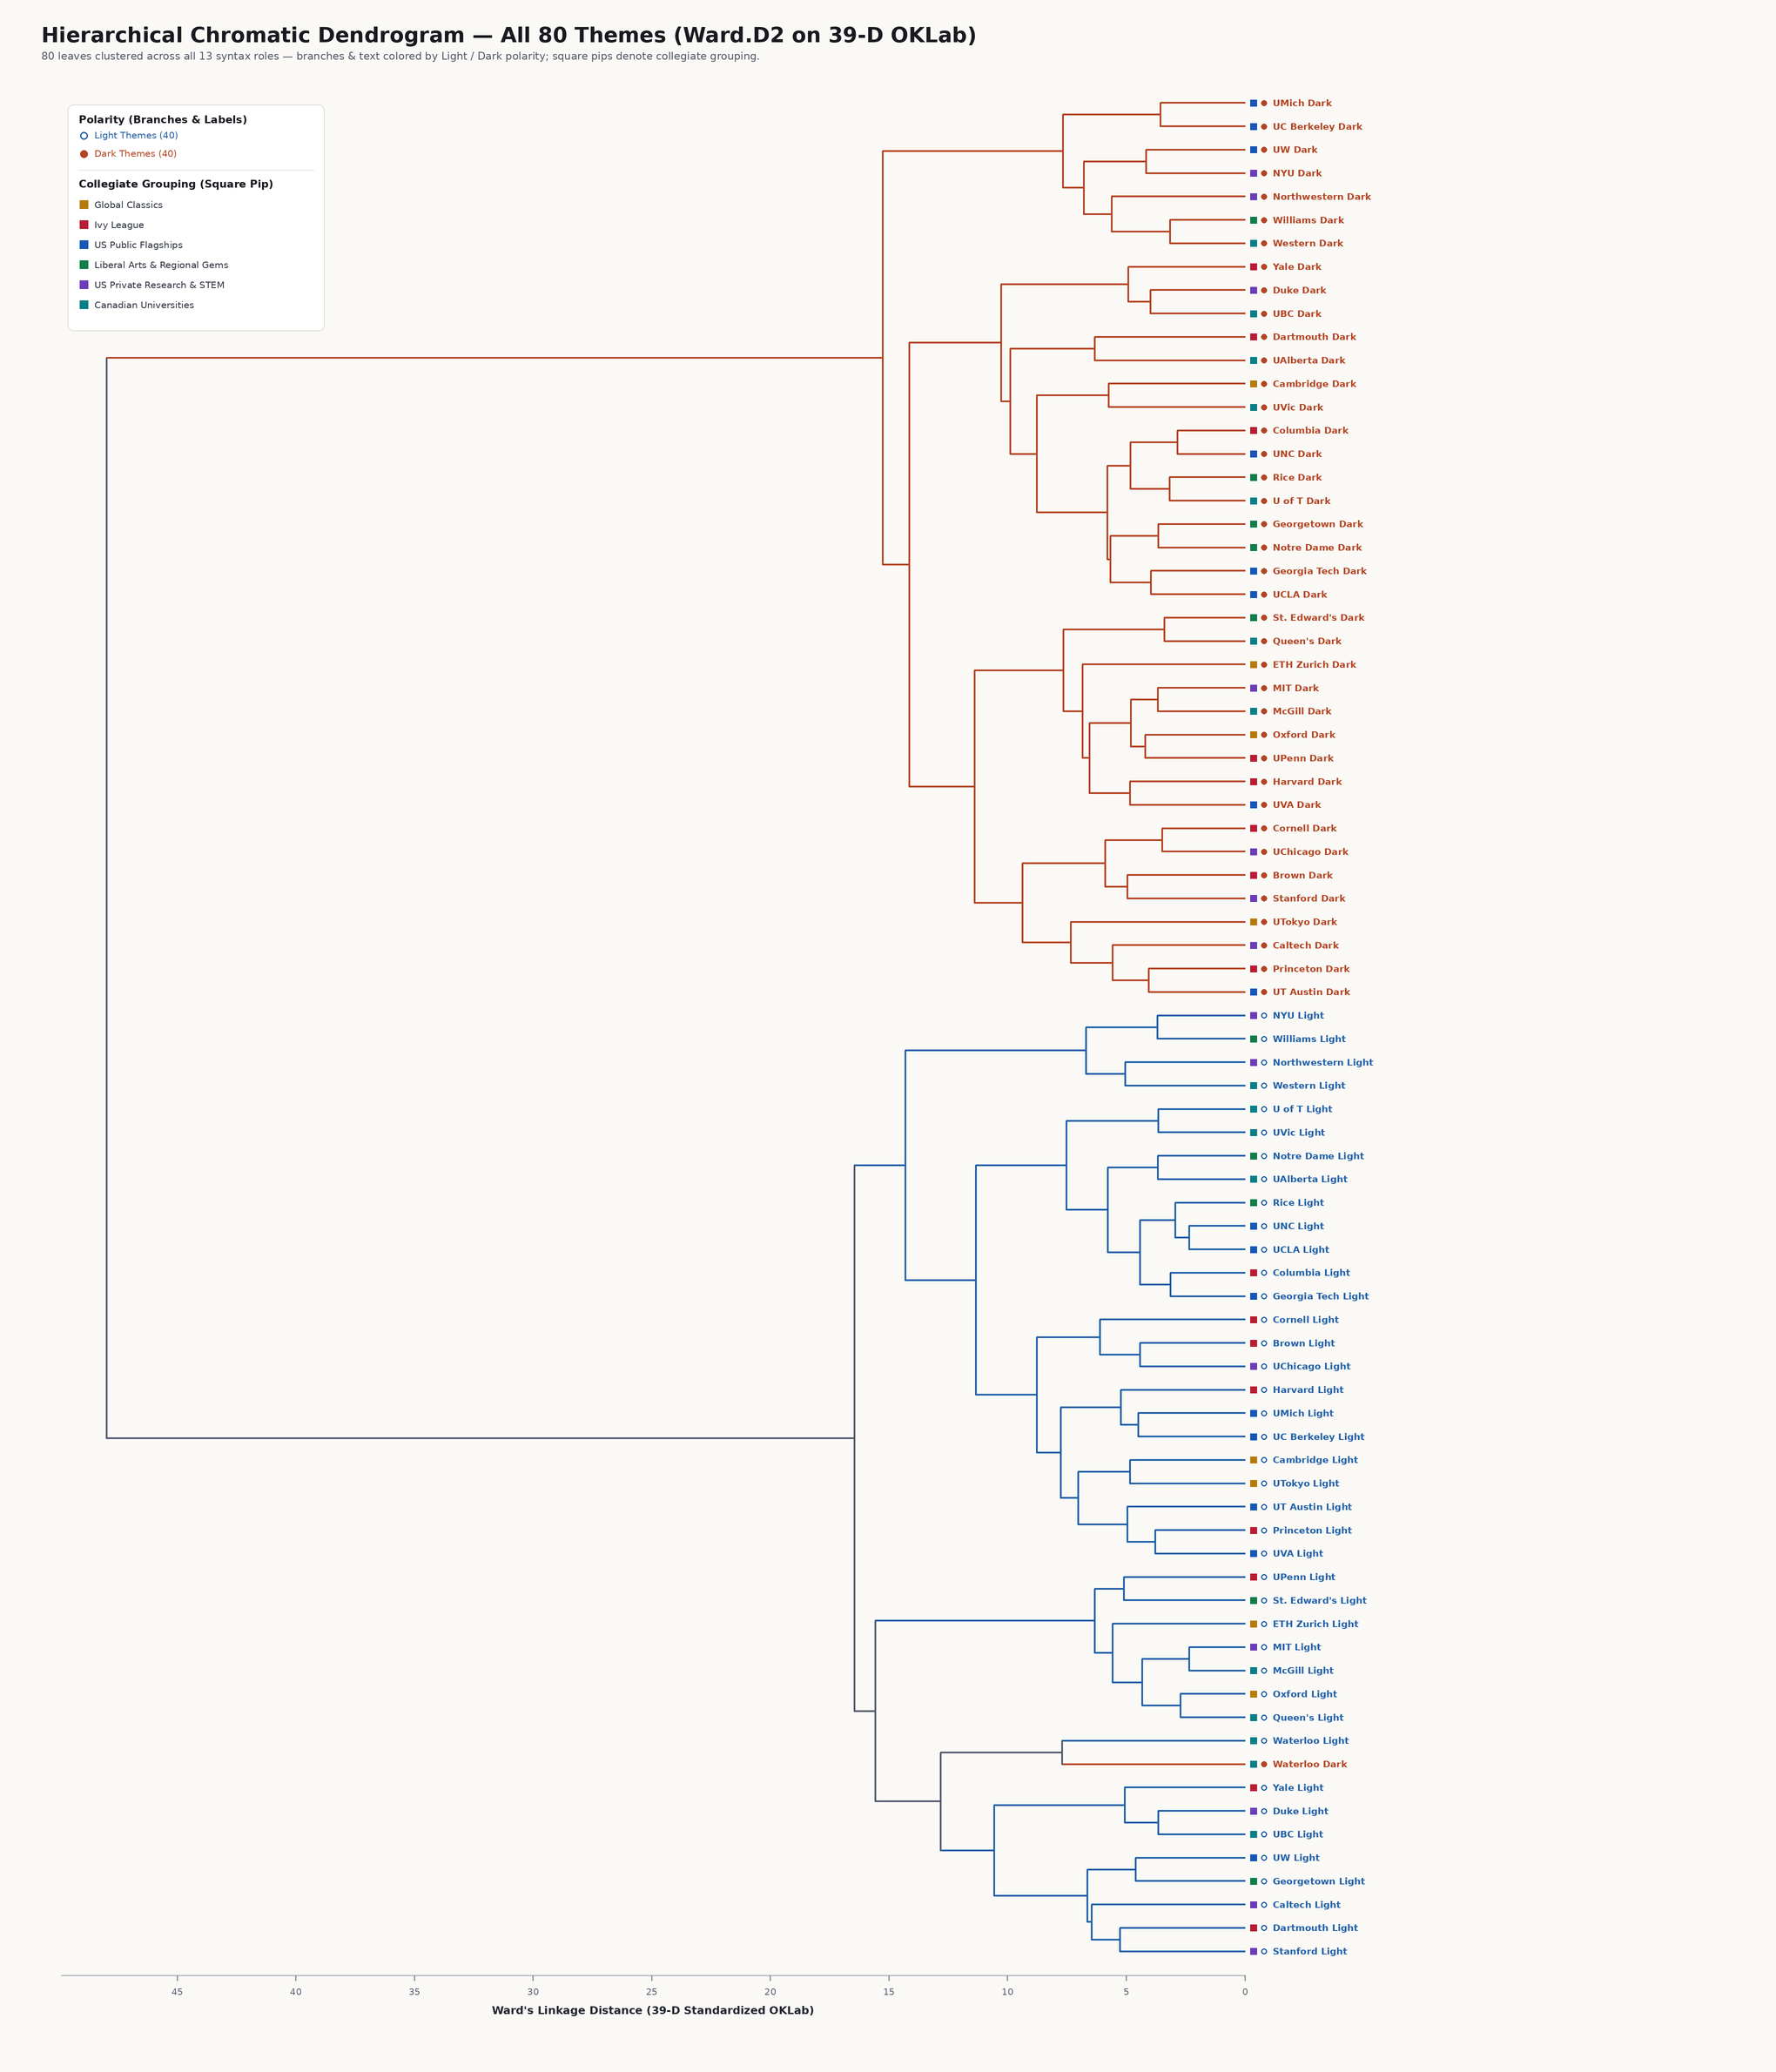 Hierarchical Chromatic Dendrogram — All 80 Themes (Ward.D2 on 39-D OKLab)
80 leaves clustered across all 13 syntax roles — branches & text colored by Light / Dark polarity; square pips denote collegiate grouping.
Polarity (Branches & Labels)
Light Themes (40)
Dark Themes (40)
Collegiate Grouping (Square Pip)
Global Classics
Ivy League
US Public Flagships
Liberal Arts & Regional Gems
US Private Research & STEM
Canadian Universities
UMich Dark
UC Berkeley Dark
UW Dark
NYU Dark
Northwestern Dark
Williams Dark
Western Dark
Yale Dark
Duke Dark
UBC Dark
Dartmouth Dark
UAlberta Dark
Cambridge Dark
UVic Dark
Columbia Dark
UNC Dark
Rice Dark
U of T Dark
Georgetown Dark
Notre Dame Dark
Georgia Tech Dark
UCLA Dark
St. Edward's Dark
Queen's Dark
ETH Zurich Dark
MIT Dark
McGill Dark
Oxford Dark
UPenn Dark
Harvard Dark
UVA Dark
Cornell Dark
UChicago Dark
Brown Dark
Stanford Dark
UTokyo Dark
Caltech Dark
Princeton Dark
UT Austin Dark
NYU Light
Williams Light
Northwestern Light
Western Light
U of T Light
UVic Light
Notre Dame Light
UAlberta Light
Rice Light
UNC Light
UCLA Light
Columbia Light
Georgia Tech Light
Cornell Light
Brown Light
UChicago Light
Harvard Light
UMich Light
UC Berkeley Light
Cambridge Light
UTokyo Light
UT Austin Light
Princeton Light
UVA Light
UPenn Light
St. Edward's Light
ETH Zurich Light
MIT Light
McGill Light
Oxford Light
Queen's Light
Waterloo Light
Waterloo Dark
Yale Light
Duke Light
UBC Light
UW Light
Georgetown Light
Caltech Light
Dartmouth Light
Stanford Light
45 40 35 30 25 20 15 10 5 0
Ward's Linkage Distance (39-D Standardized OKLab)